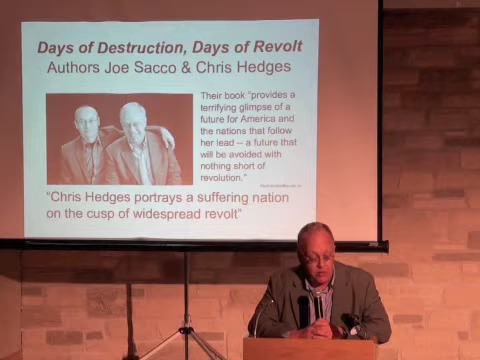 Days of Destruction, Days of Revolt
Authors Joe Sacco & Chris Hedges
Their book "provides a
terrifying glimpse of a
future for America and
the nations that follow
her lead -- a future that
will be avoided with
nothing short of
revolution."
"Chris Hedges portrays a suffering nation
on the cusp of widespread revolt"